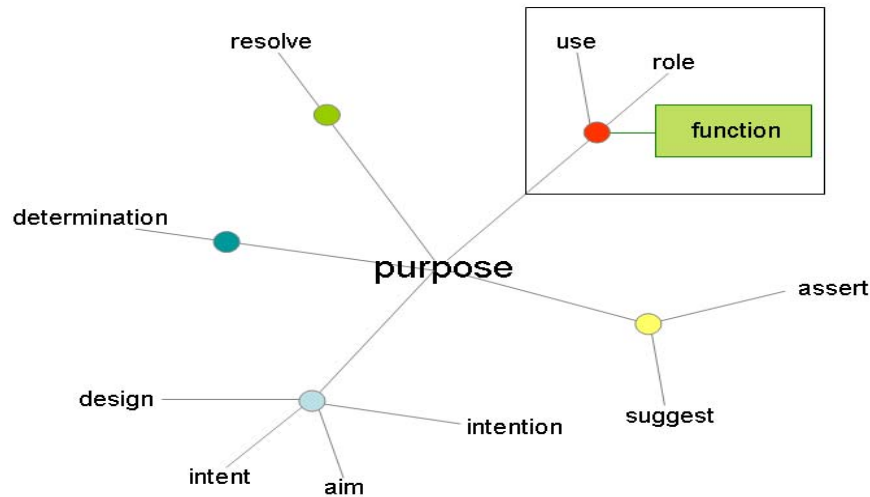 resolve
use
role
function
determination
purpose
assert
design
suggest
intention
intent
aim